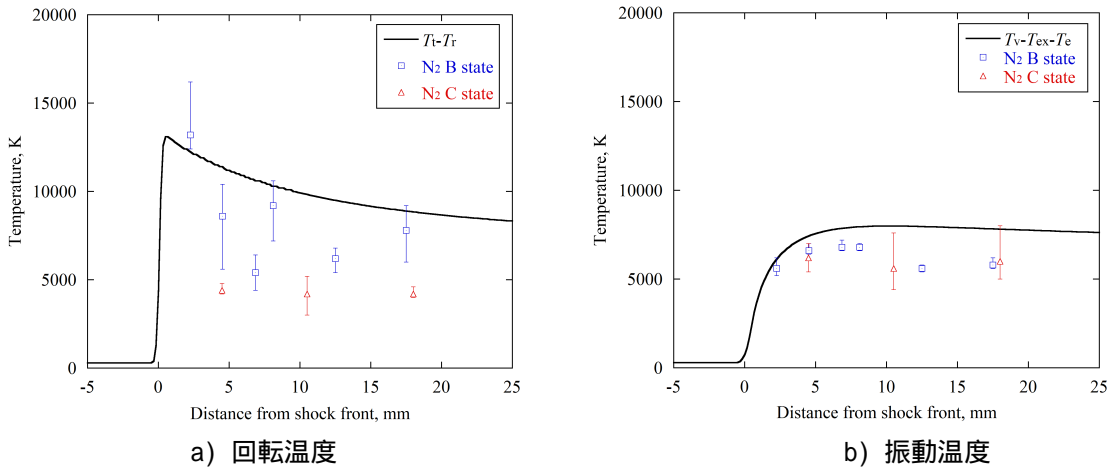 20000
15000
10000
5000
0
Temperature, K
-5
0
5
10
15
20
25
Distance from shock front, mm
Tt-Tr
N2 B state
N2 C state
a) 回転温度
20000
15000
10000
5000
0
Temperature, K
-5
0
5
10
15
20
25
Distance from shock front, mm
Tv-Tex-Te
N2 B state
N2 C state
b) 振動温度